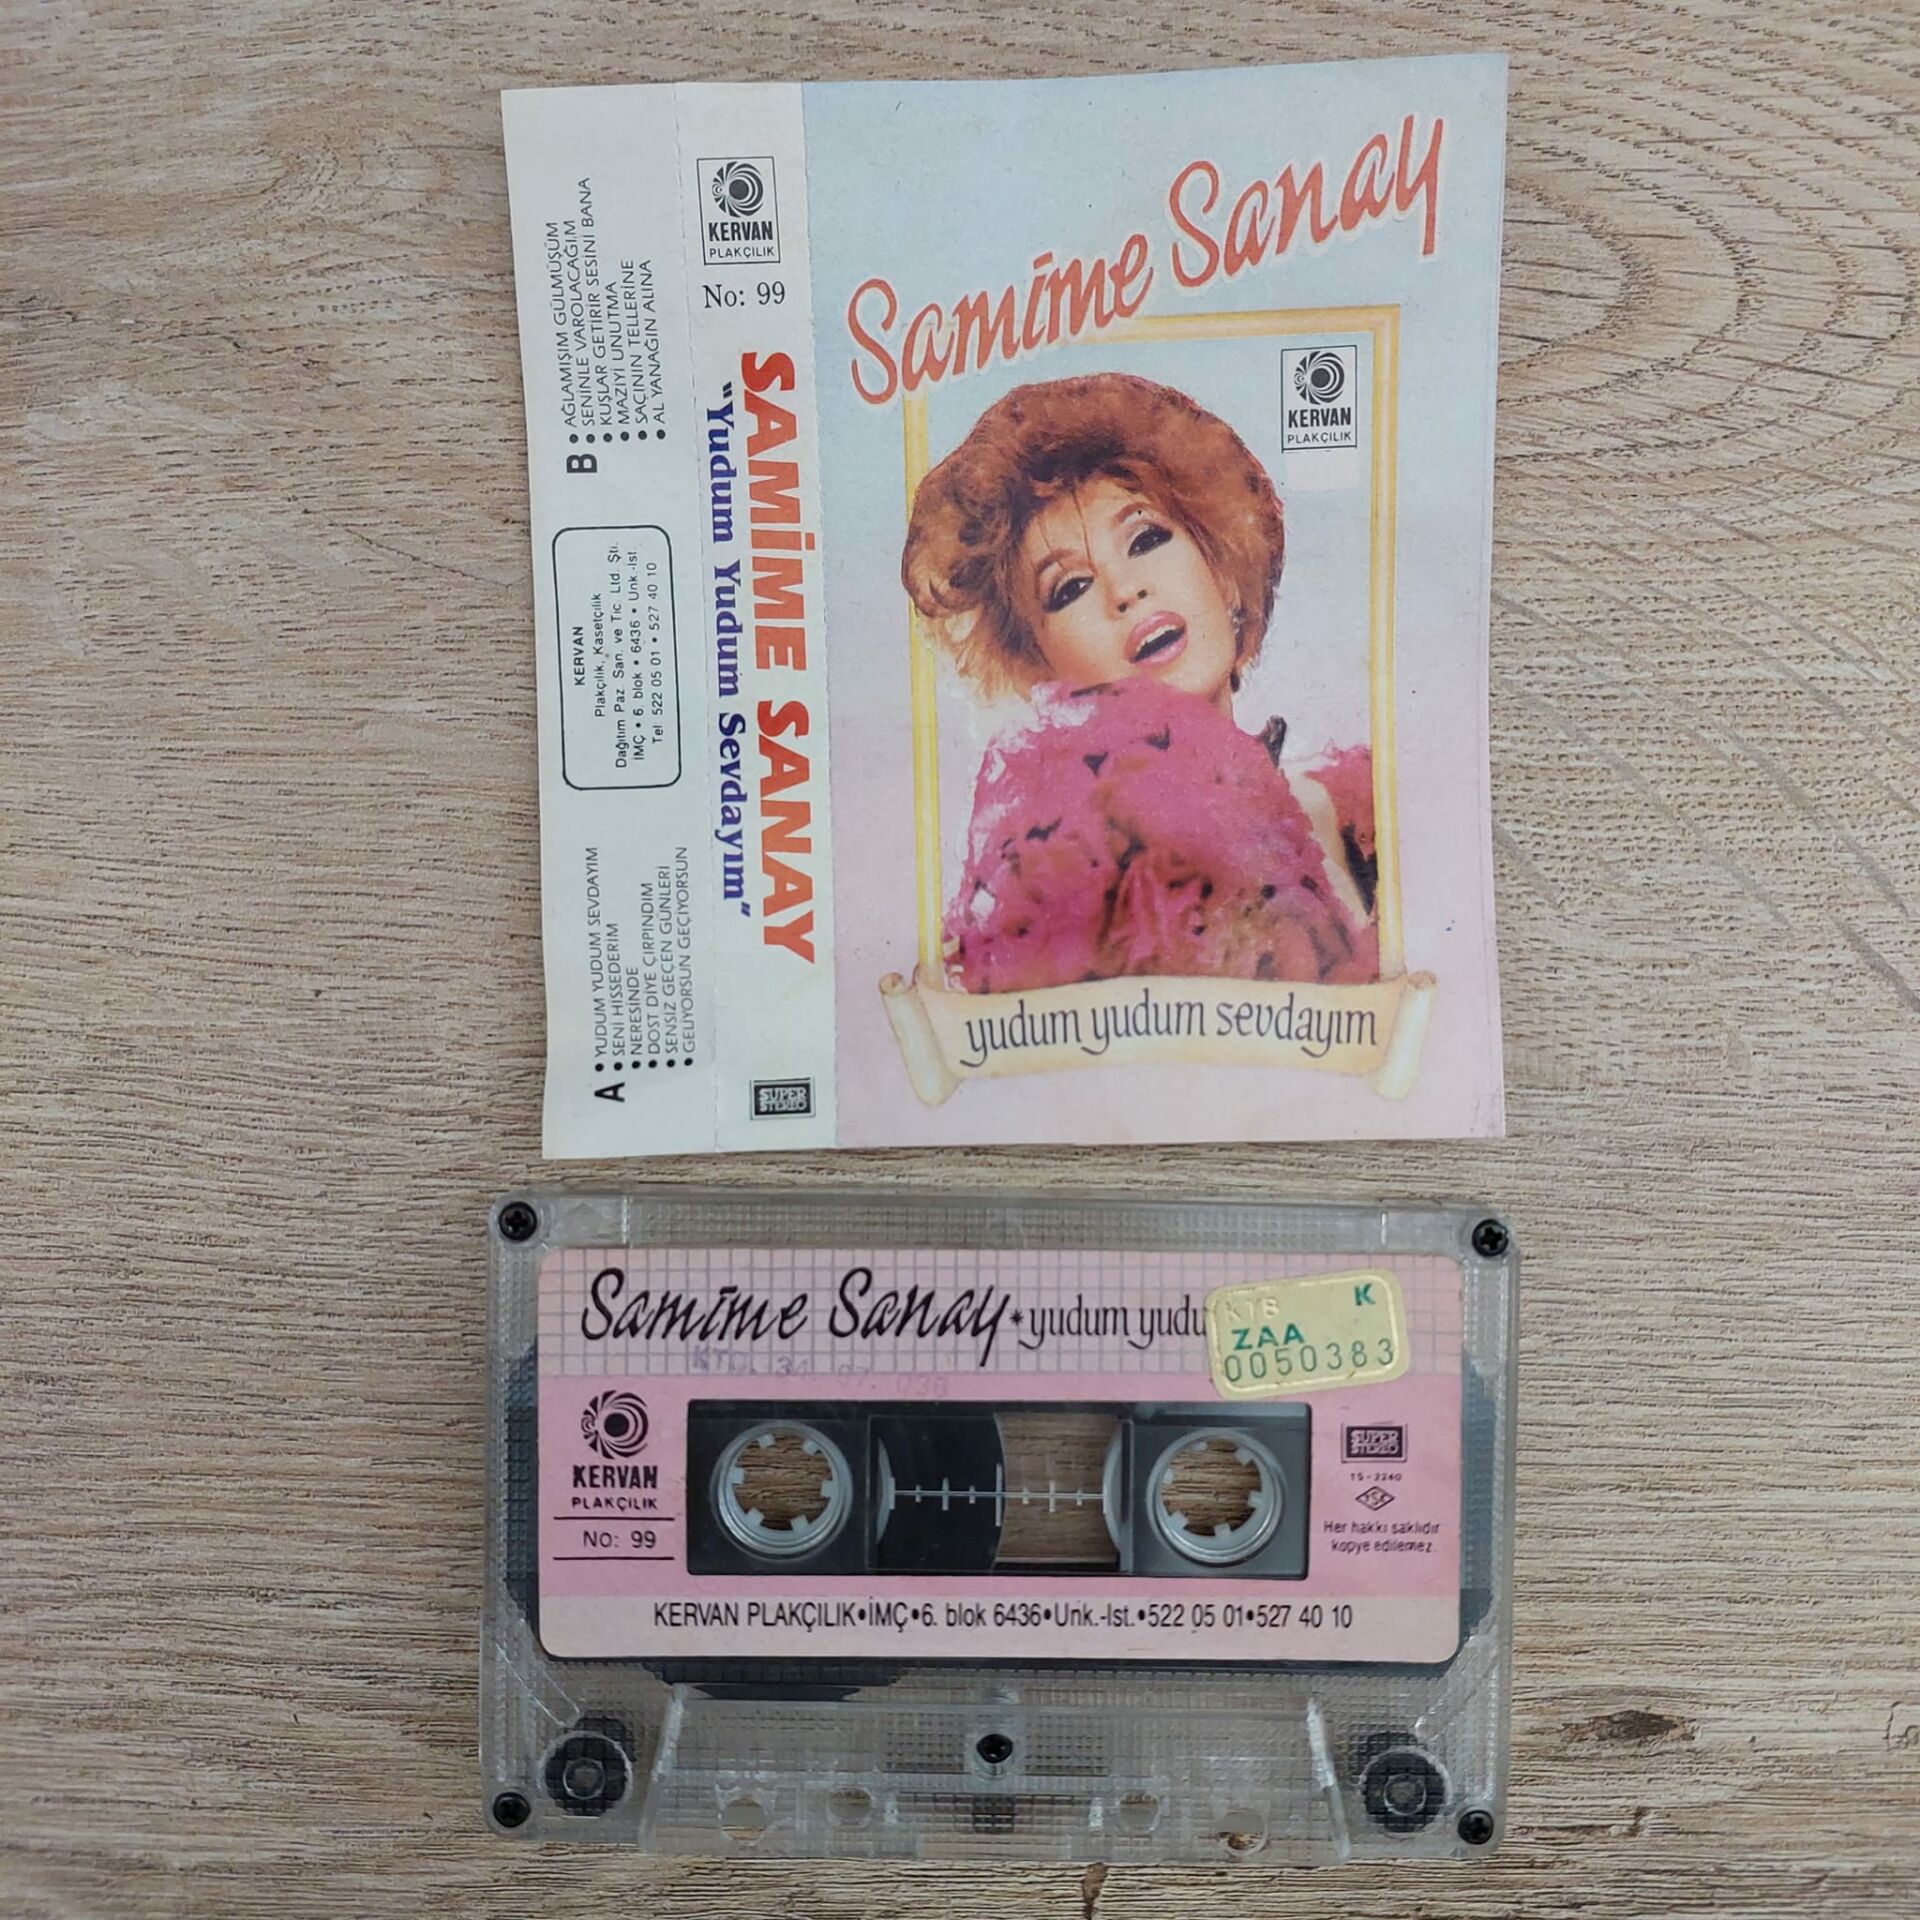 B
• AĞLAMIŞIM GÜLMÜŞÜM
• SENİNLE VAROLACAĞIM
• KUŞLAR GETİRİR SESİNİ BANA
• MAZİYİ UNUTMA
• SAÇININ TELLERİNE
• AL YANAĞIN ALINA
KERVAN
Plakçılık, Kasetçilik
Dağıtım Paz. San. ve Tic. Ltd. Şti.
İMÇ • 6. blok • 6436 • Unk.-İst.
Tel: 522 05 01 • 527 40 10
A
• YUDUM YUDUM SEVDAYIM
• SENİ HİSSEDERİM
• NERESİNDE
• DOST DİYE ÇIRPINDIM
• SENSİZ GEÇEN GÜNLERİ
• GELİYORSUN GEÇİYORSUN
KERVAN
PLAKÇILIK
No: 99
SAMİME SANAY
"Yudum Yudum Sevdayım"
SUPER
STEREO
Samime Sanay
KERVAN
PLAKÇILIK
yudum yudum sevdayım
Samime Sanay * yudum yudu
KTB K
ZAA
0050383
KERVAN
PLAKÇILIK
No: 99
SUPER
STEREO
TS-2240
TSK
Her hakkı saklıdır
kopye edilemez.
KERVAN PLAKÇILIK•İMÇ•6. blok 6436•Unk.-Ist.•522 05 01•527 40 10